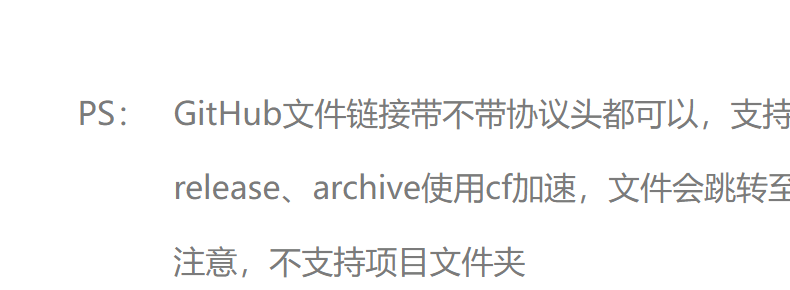 PS： GitHub文件链接带不带协议头都可以，支持
release、archive使用cf加速，文件会跳转至
注意，不支持项目文件夹